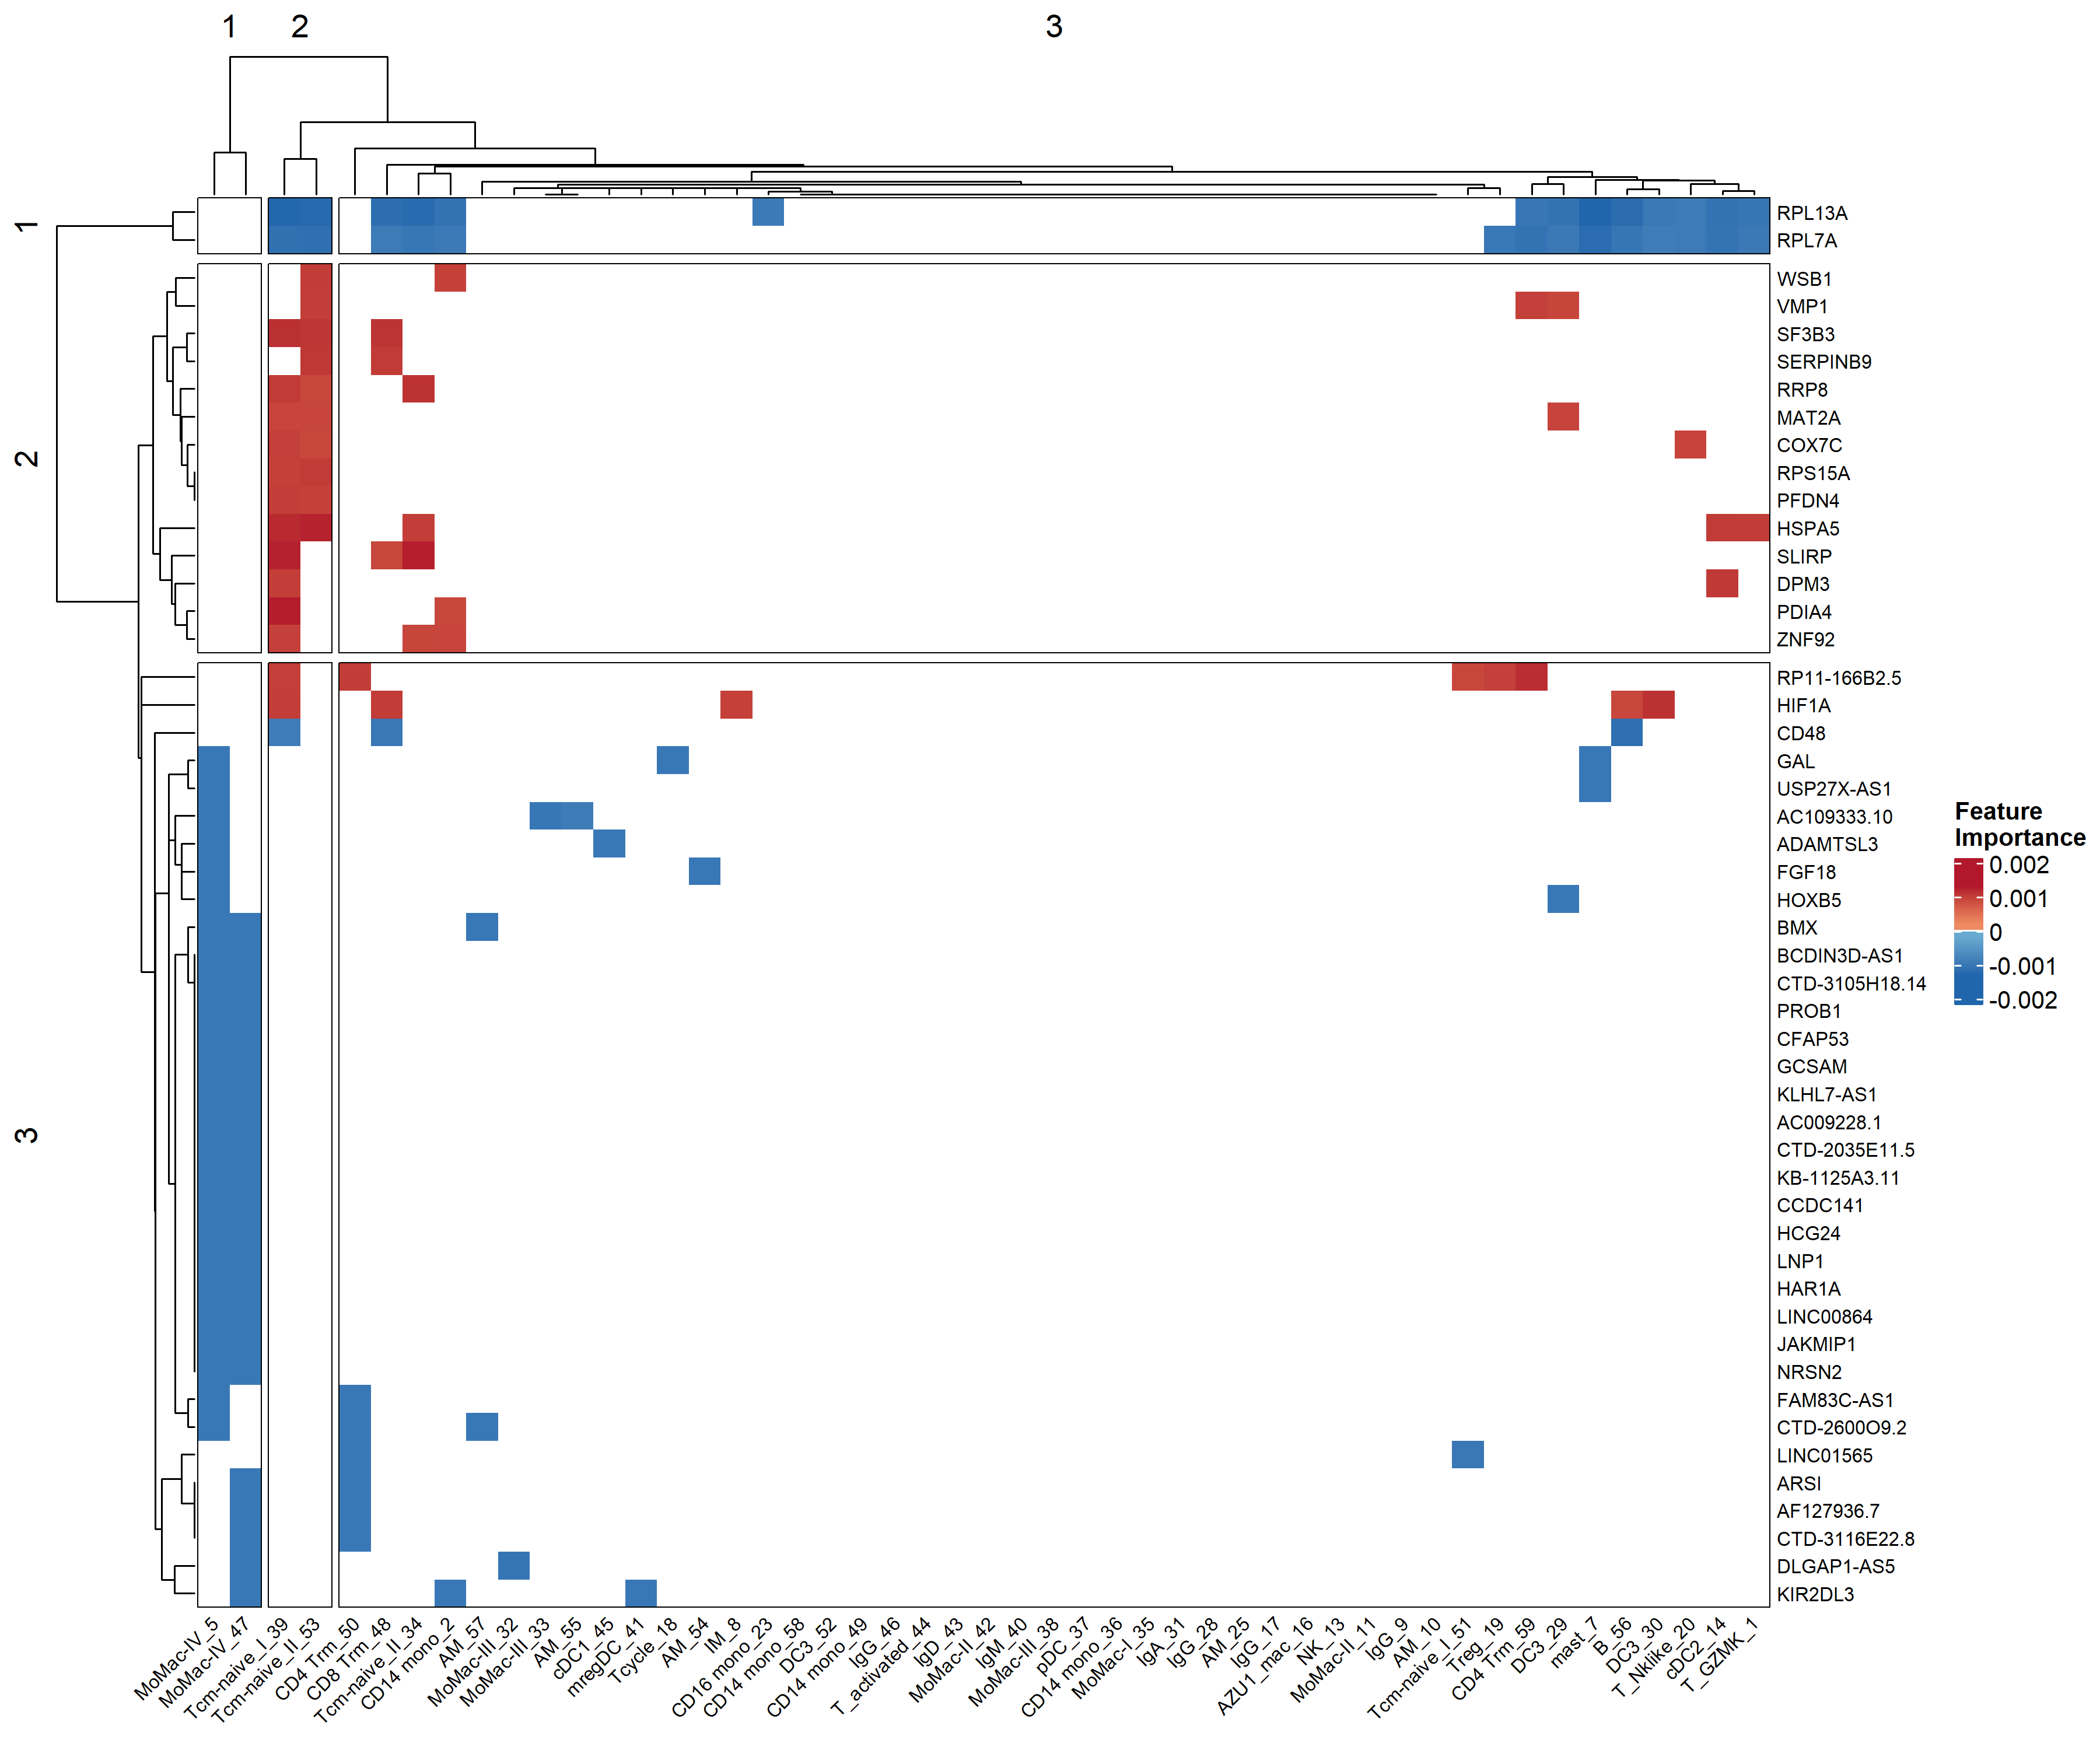 1 2 3
1
2
3
RPL13A
RPL7A
WSB1
VMP1
SF3B3
SERPINB9
RRP8
MAT2A
COX7C
RPS15A
PFDN4
HSPA5
SLIRP
DPM3
PDIA4
ZNF92
RP11-166B2.5
HIF1A
CD48
GAL
USP27X-AS1
AC109333.10
ADAMTSL3
FGF18
HOXB5
BMX
BCDIN3D-AS1
CTD-3105H18.14
PROB1
CFAP53
GCSAM
KLHL7-AS1
AC009228.1
CTD-2035E11.5
KB-1125A3.11
CCDC141
HCG24
LNP1
HAR1A
LINC00864
JAKMIP1
NRSN2
FAM83C-AS1
CTD-2600O9.2
LINC01565
ARSI
AF127936.7
CTD-3116E22.8
DLGAP1-AS5
KIR2DL3
MoMac-IV_5
MoMac-IV_47
Tcm-naive_I_39
Tcm-naive_II_53
CD4 Trm_50
CD8 Trm_48
Tcm-naive_II_34
CD14 mono_2
AM_57
MoMac-III_32
MoMac-III_33
AM_55
cDC1_45
mregDC_41
Tcycle_18
AM_54
IM_8
CD16 mono_23
CD14 mono_58
DC3_52
CD14 mono_49
IgG_46
T_activated_44
IgD_43
MoMac-II_42
IgM_40
MoMac-III_38
pDC_37
CD14 mono_36
MoMac-I_35
IgA_31
IgG_28
AM_25
IgG_17
AZU1_mac_16
NK_13
MoMac-II_11
IgG_9
AM_10
Tcm-naive_I_51
Treg_19
CD4 Trm_59
DC3_29
mast_7
B_56
DC3_30
T_Nklike_20
cDC2_14
T_GZMK_1
Feature
Importance
0.002
0.001
0
-0.001
-0.002